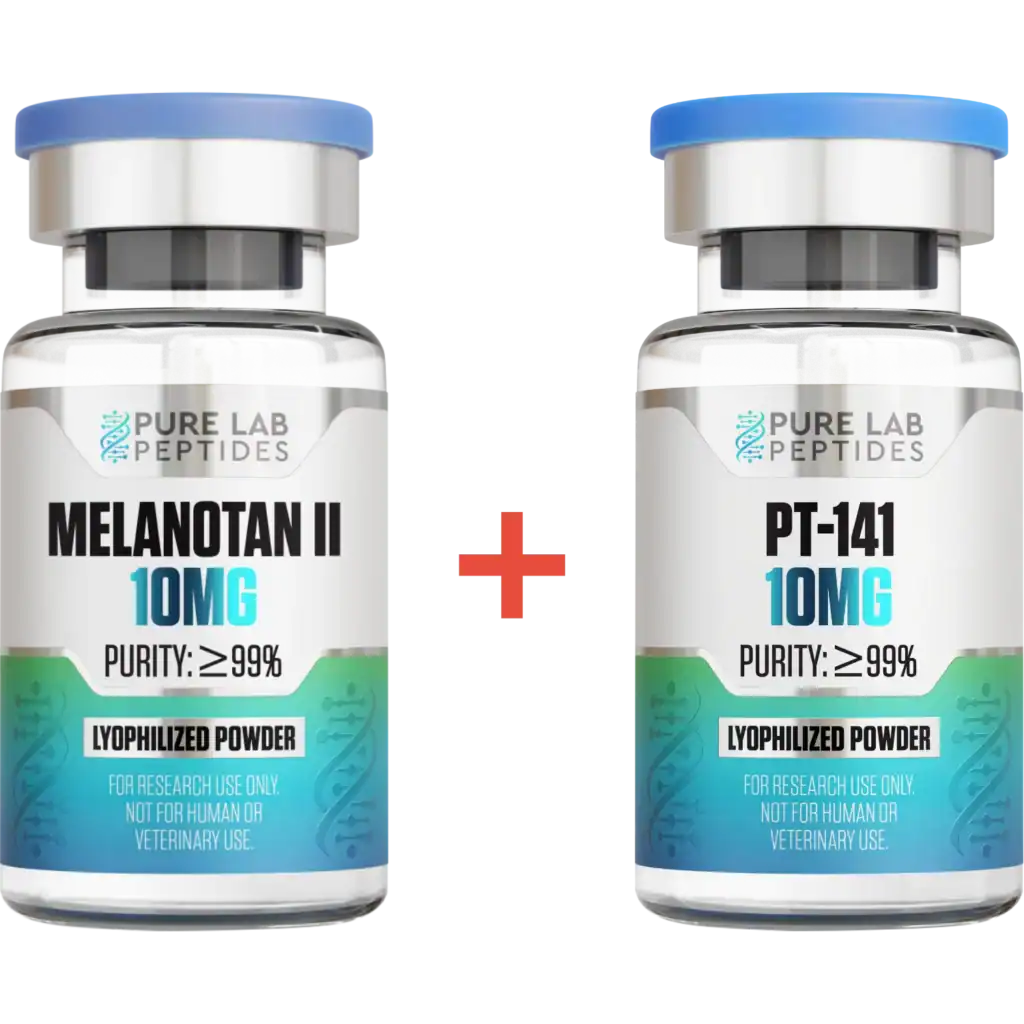 PURE LAB
PEPTIDES
MELANOTAN II
10MG
PURITY: ≥99%
LYOPHILIZED POWDER
FOR RESEARCH USE ONLY.
NOT FOR HUMAN OR
VETERINARY USE.
+
PURE LAB
PEPTIDES
PT-141
10MG
PURITY: ≥99%
LYOPHILIZED POWDER
FOR RESEARCH USE ONLY.
NOT FOR HUMAN OR
VETERINARY USE.